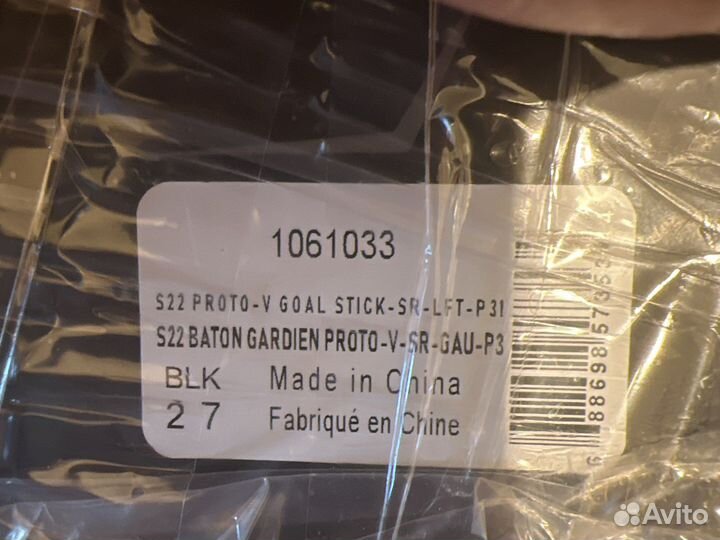 1061033
S22 PROTO-V GOAL STICK-SR-LFT-P31
S22 BATON GARDIEN PROTO-V-SR-GAU-P3
BLK Made in China
27 Fabriqué en Chine
Avito